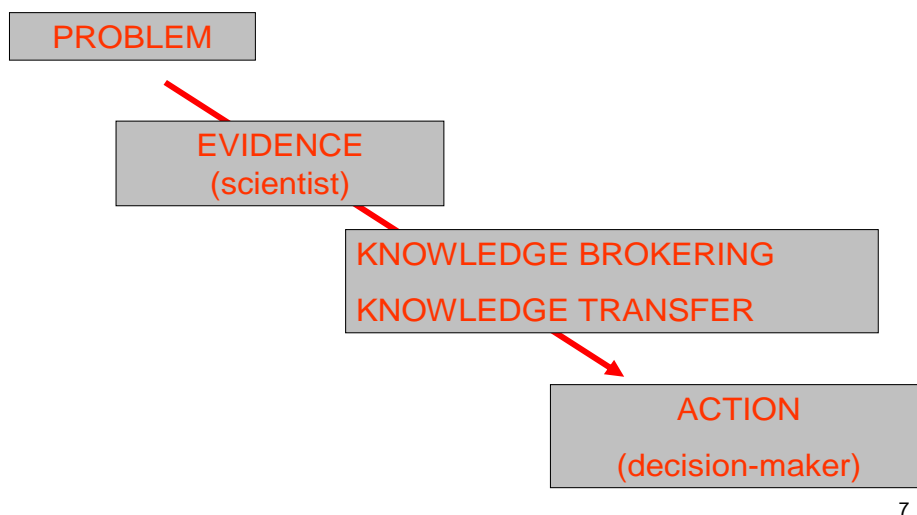 PROBLEM
EVIDENCE
(scientist)
KNOWLEDGE BROKERING
KNOWLEDGE TRANSFER
ACTION
(decision-maker)
7